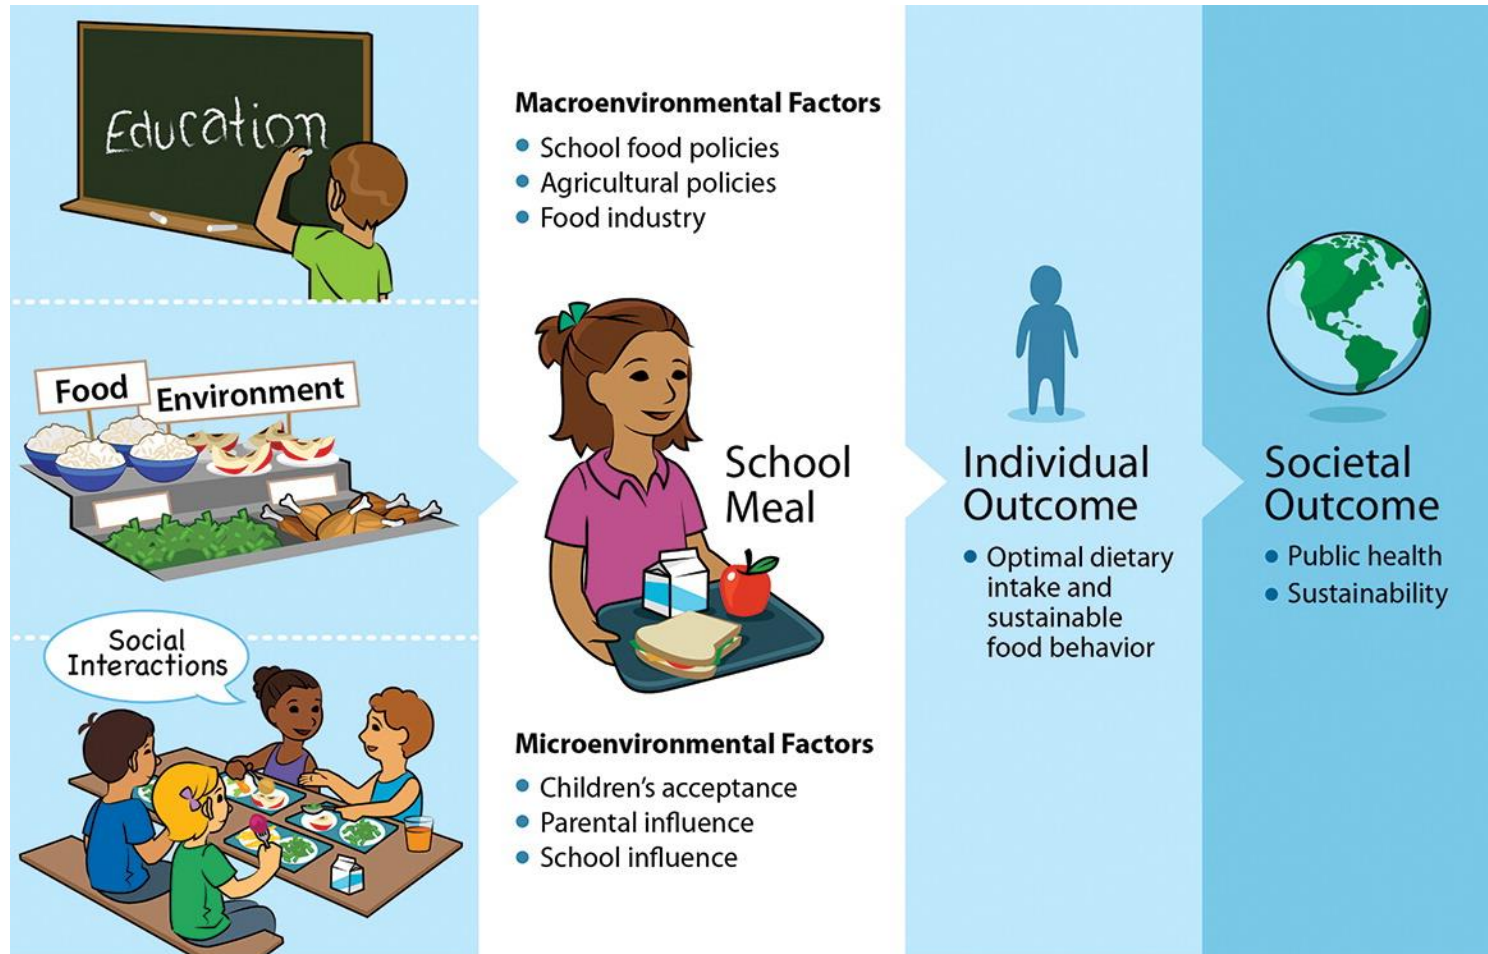 Education
Food
Environment
Social
Interactions
Macroenvironmental Factors
• School food policies
• Agricultural policies
• Food industry
School
Meal
Microenvironmental Factors
• Children’s acceptance
• Parental influence
• School influence
Individual
Outcome
• Optimal dietary
intake and
sustainable
food behavior
Societal
Outcome
• Public health
• Sustainability